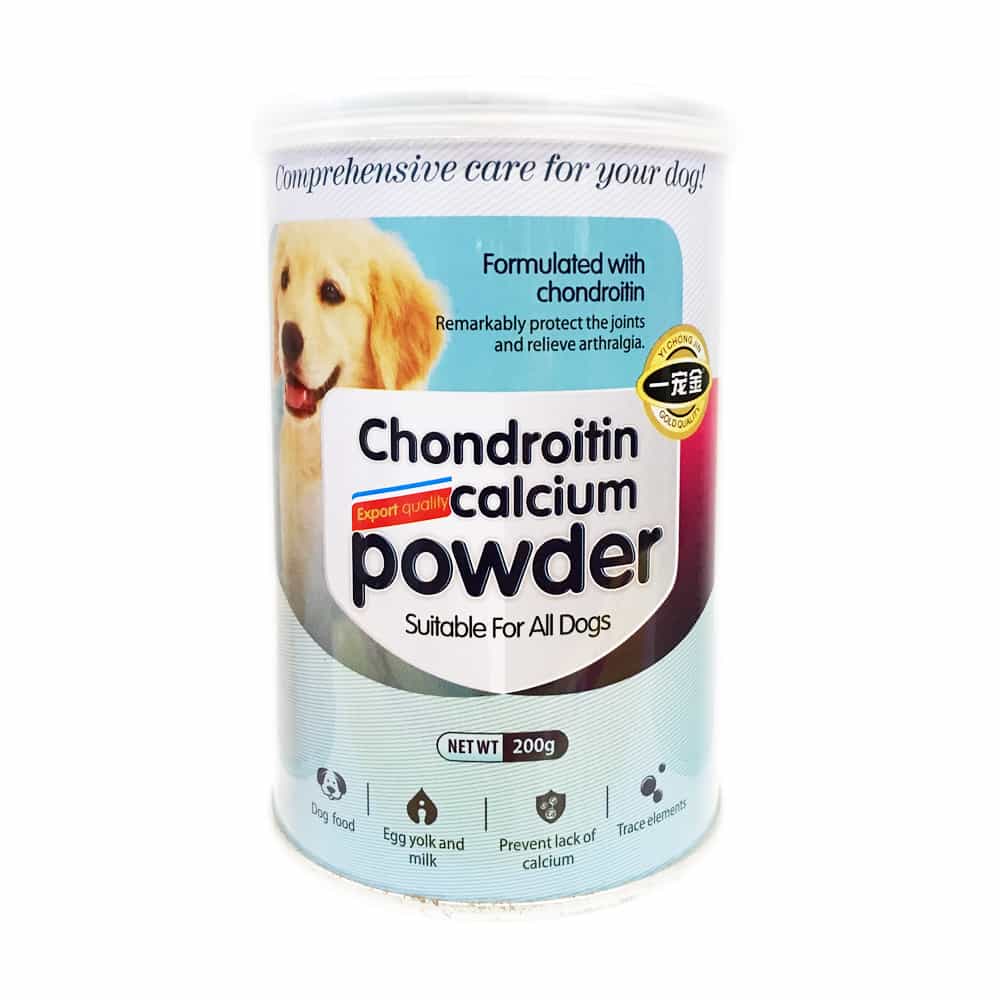 Comprehensive care for your dog!
Formulated with
chondroitin
Remarkably protect the joints
and relieve arthralgia.
YI CHONG JIN
一宠金
GOLD QUALITY
Chondroitin
Export quality
calcium
powder
Suitable For All Dogs
NET WT 200g
Dog food
Egg yolk and
milk
Prevent lack of
calcium
Trace elements